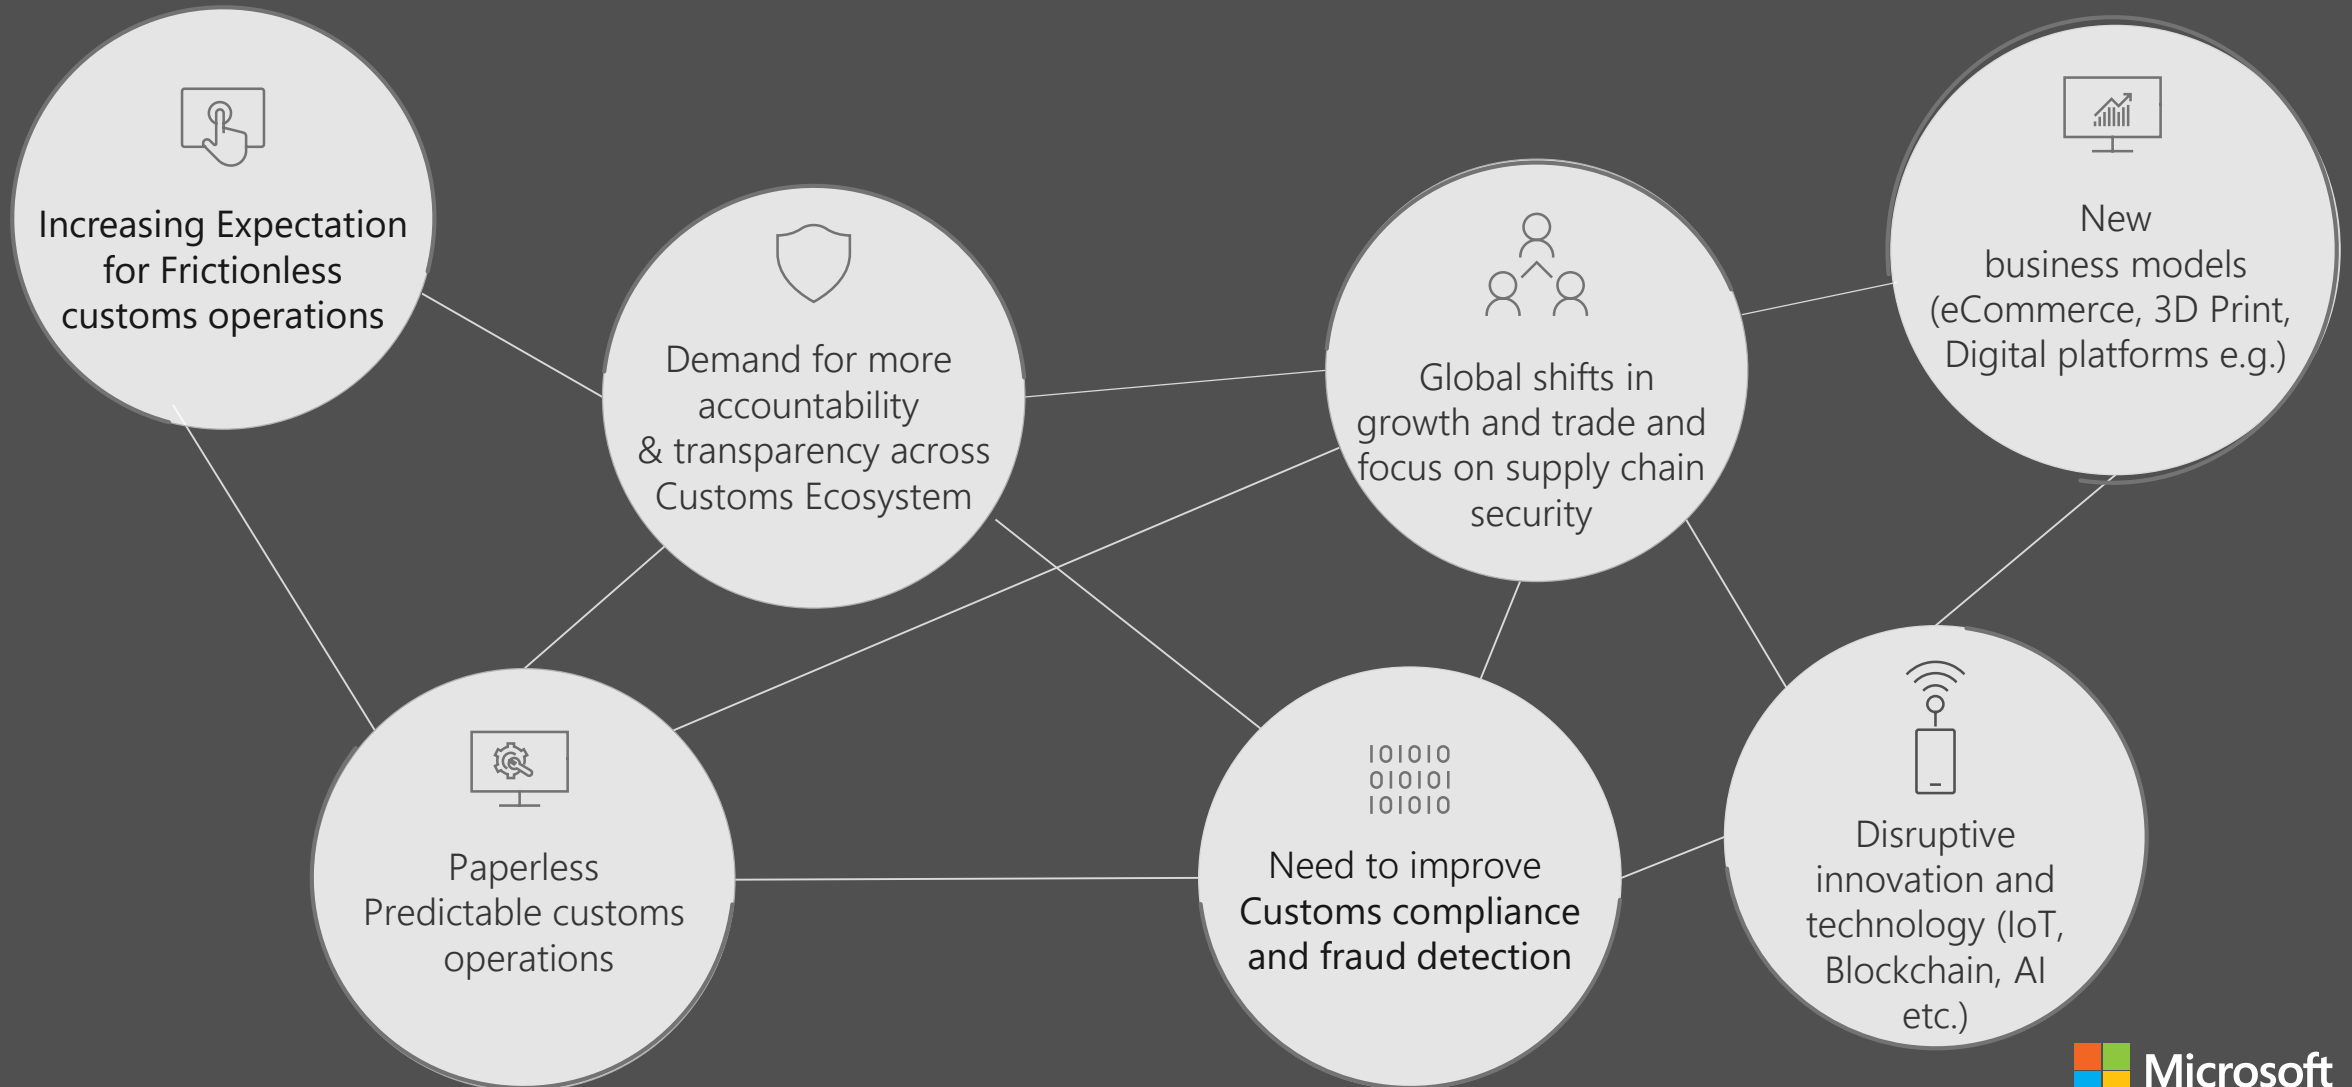 Increasing Expectation
for Frictionless
customs operations
Demand for more
accountability
& transparency across
Customs Ecosystem
Global shifts in
growth and trade and
focus on supply chain
security
New
business models
(eCommerce, 3D Print,
Digital platforms e.g.)
Paperless
Predictable customs
operations
101010
010101
101010
Need to improve
Customs compliance
and fraud detection
Disruptive
innovation and
technology (IoT,
Blockchain, AI
etc.)
Microsoft